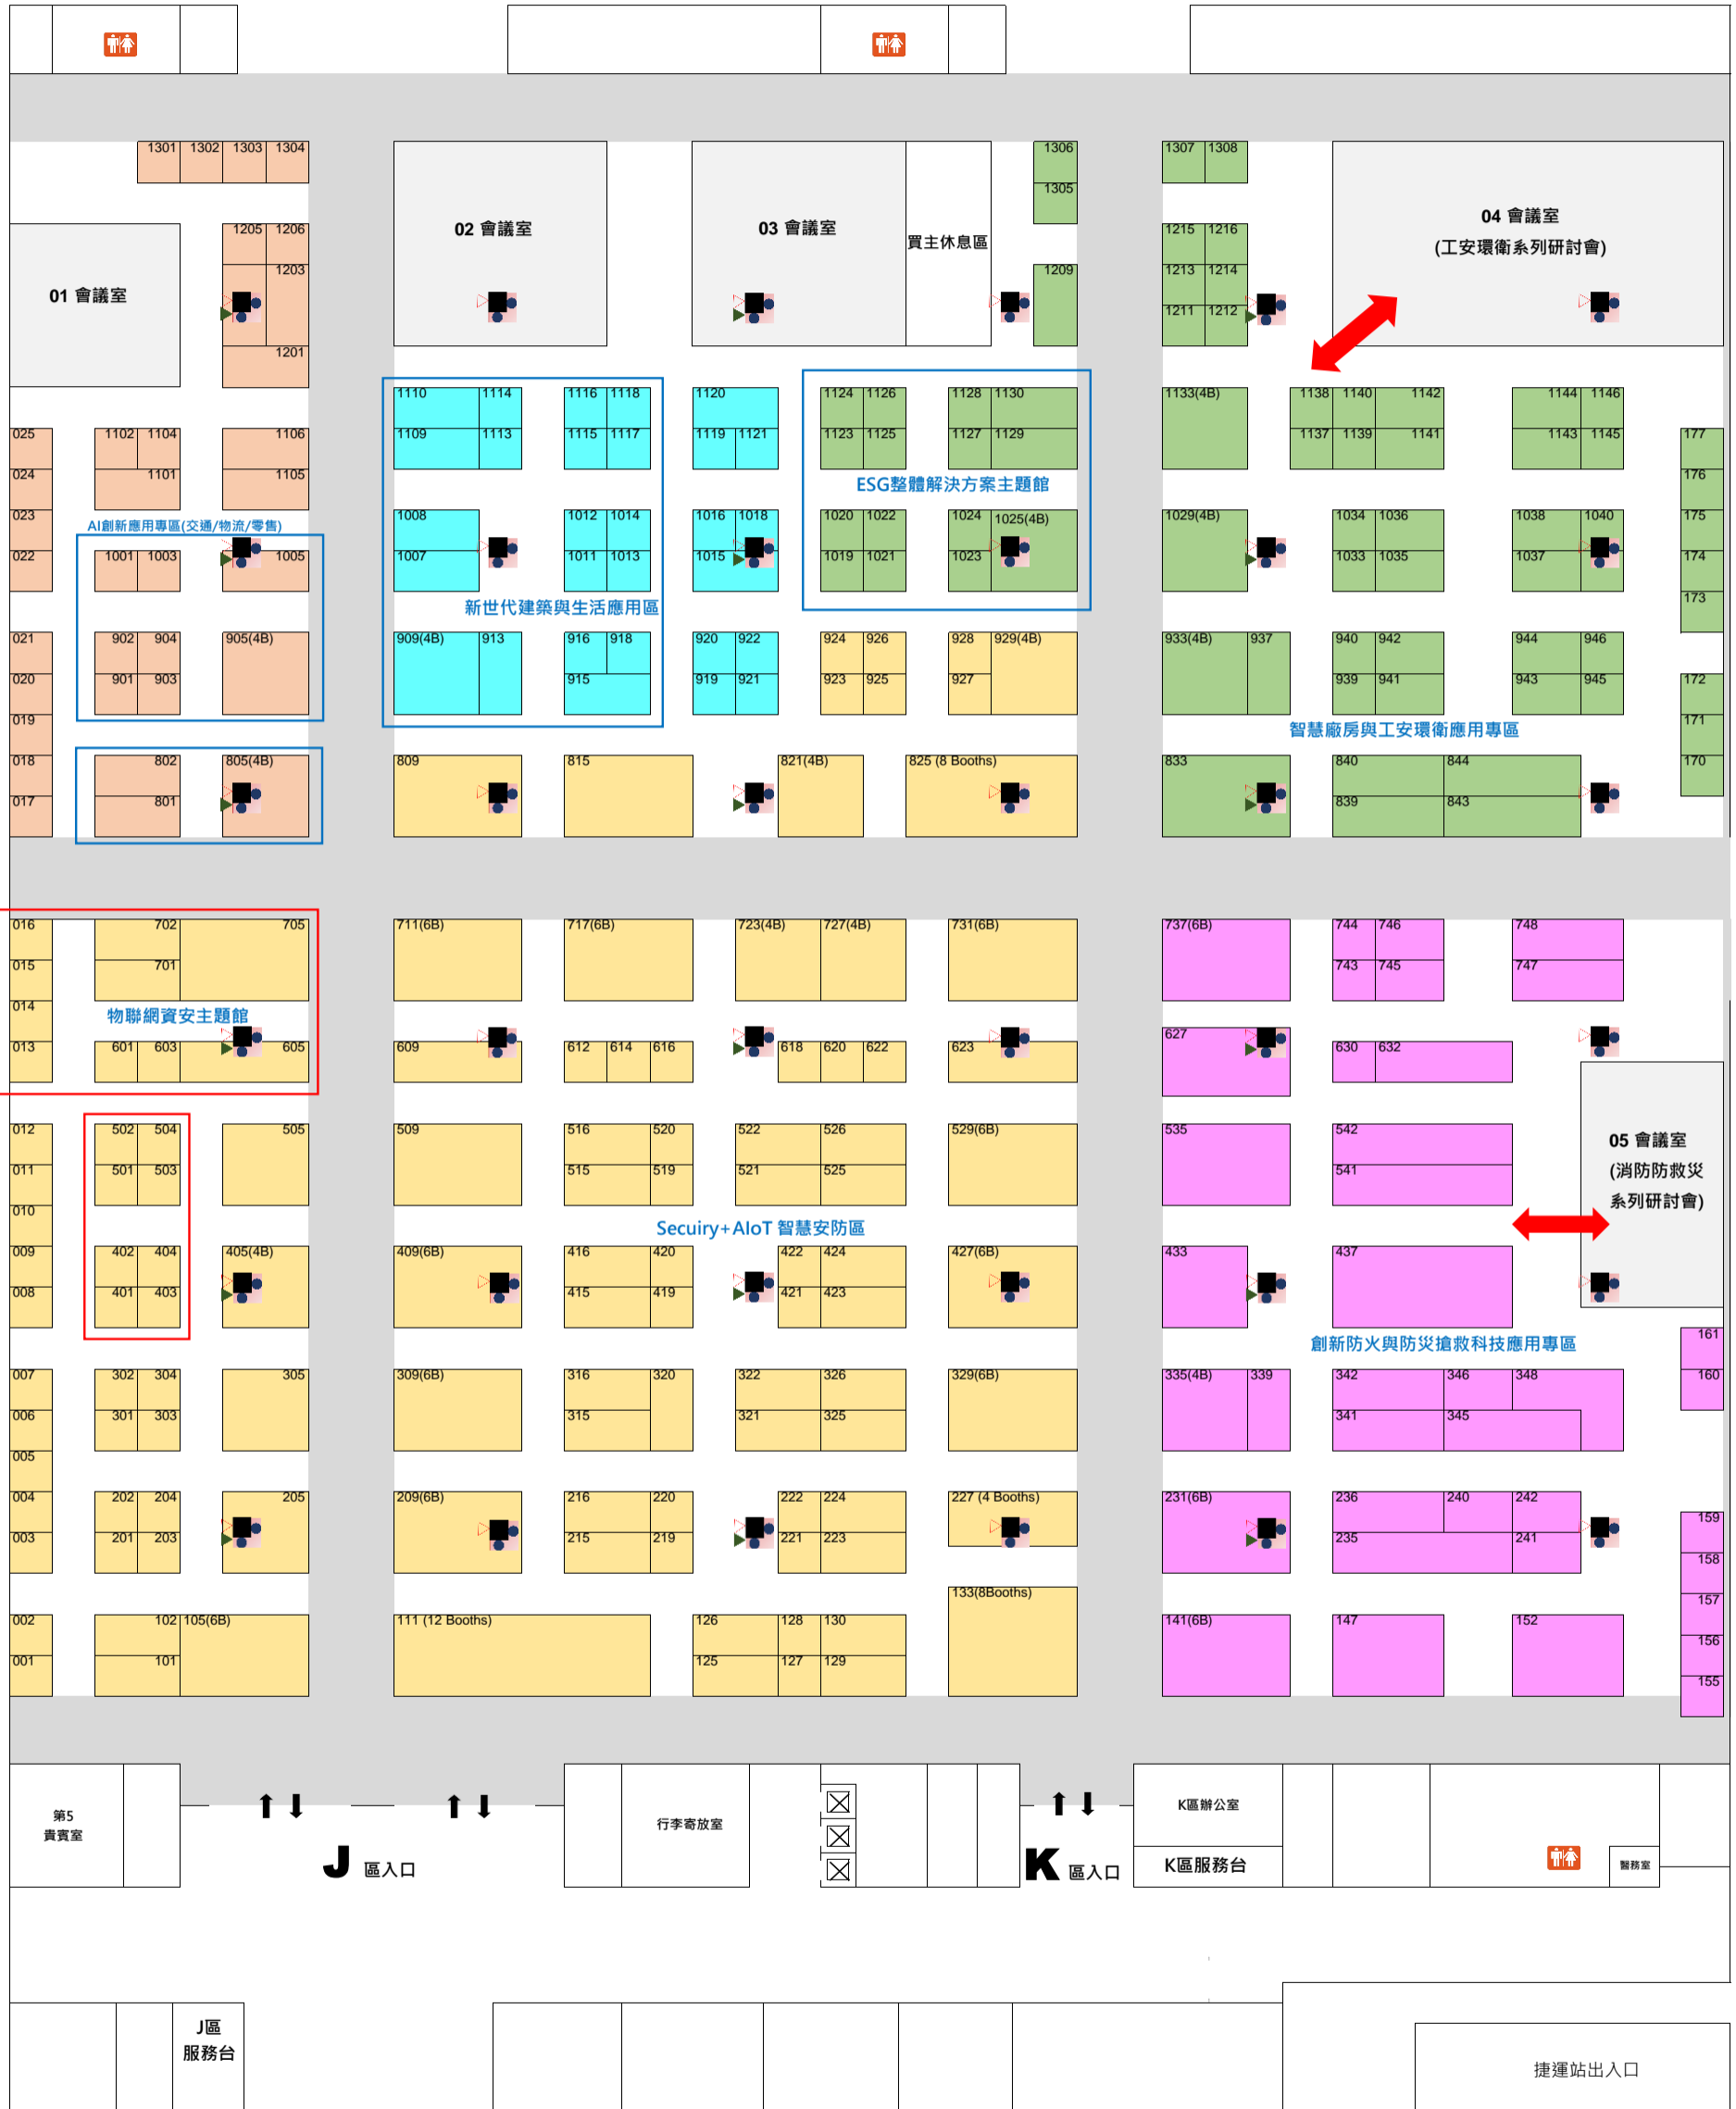 1301 1302 1303 1304
1306
1307 1308
1305
02 會議室
03 會議室
買主休息區
04 會議室
(工安環衛系列研討會)
1205 1206
1215 1216
01 會議室
1203
1209
1213 1214
1211 1212
1201
1110 1114 1116 1118 1120 1124 1126 1128 1130 1133(4B) 1138 1140 1142 1144 1146
025 1102 1104 1106 1109 1113 1115 1117 1119 1121 1123 1125 1127 1129 1137 1139 1141 1143 1145 177
024 1101 1105 176
ESG整體解決方案主題館
023 1008 1012 1014 1016 1018 1020 1022 1024 1025(4B) 1029(4B) 1034 1036 1038 1040 175
AI創新應用專區(交通/物流/零售)
022 1001 1003 1005 1007 1011 1013 1015 1019 1021 1023 1033 1035 1037 174
173
新世代建築與生活應用區
021 902 904 905(4B) 909(4B) 913 916 918 920 922 924 926 928 929(4B) 933(4B) 937 940 942 944 946
020 901 903 915 919 921 923 925 927 939 941 943 945 172
019 171
智慧廠房與工安環衛應用專區
018 802 805(4B) 809 815 821(4B) 825 (8 Booths) 833 840 844 170
017 801 839 843
016 702 705 711(6B) 717(6B) 723(4B) 727(4B) 731(6B) 737(6B) 744 746 748
015 701 743 745 747
014
物聯網資安主題館
627
013 601 603 605 609 612 614 616 618 620 622 623 630 632
012 502 504 505 509 516 520 522 526 529(6B) 535 542
05 會議室
(消防防救災
系列研討會)
011 501 503 515 519 521 525 541
010
Secuiry+AIoT 智慧安防區
009 402 404 405(4B) 409(6B) 416 420 422 424 427(6B) 433 437
008 401 403 415 419 421 423
創新防火與防災搶救科技應用專區
161
007 302 304 305 309(6B) 316 320 322 326 329(6B) 335(4B) 339 342 346 348 160
006 301 303 315 321 325 341 345
005
004 202 204 205 209(6B) 216 220 222 224 227 (4 Booths) 231(6B) 236 240 242
159
003 201 203 215 219 221 223 235 241
158
133(8Booths)
157
002 102 105(6B) 111 (12 Booths) 126 128 130 141(6B) 147 152
156
001 101 125 127 129
155
第5
貴賓室
行李寄放室
K區辦公室
J 區入口
K 區入口
K區服務台
醫務室
J區
服務台
捷運站出入口